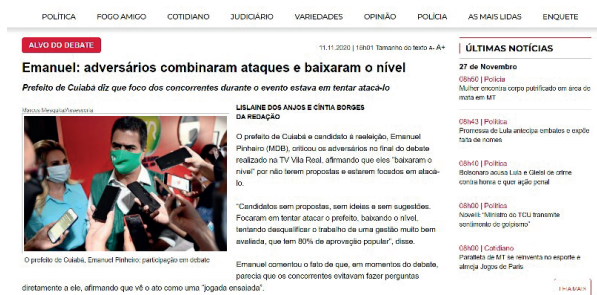 POLÍTICA FOGO AMIGO COTIDIANO JUDICIÁRIO VARIEDADES OPINIÃO POLÍCIA AS MAIS LIDAS ENQUETE
ALVO DO DEBATE
11.11.2020 | 16h01 Tamanho do texto A- A+
Emanuel: adversários combinaram ataques e baixaram o nível
Prefeito de Cuiabá diz que foco dos concorrentes durante o evento estava em tentar atacá-lo
Marcus Mesquita/MidiaNews
O prefeito de Cuiabá, Emanuel Pinheiro: participação em debate
LISLAINE DOS ANJOS E CÍNTIA BORGES
DA REDAÇÃO
O prefeito de Cuiabá e candidato à reeleição, Emanuel
Pinheiro (MDB), criticou os adversários no final do debate
realizado na TV Vila Real, afirmando que eles "baixaram o
nível" por não terem propostas e estarem focados em atacá-
lo.
"Candidatos sem propostas, sem ideias e sem sugestões.
Focaram em tentar atacar o prefeito, baixando o nível,
tentando desqualificar o trabalho de uma gestão muito bem
avaliada, que tem 80% de aprovação popular", disse.
Emanuel comentou o fato de que, em momentos do debate,
parecia que os concorrentes evitavam fazer perguntas
diretamente a ele, afirmando que vê o ato como uma "jogada ensaiada".
ÚLTIMAS NOTÍCIAS
27 de Novembro
08h50 | Polícia
Mulher encontra corpo putrificado em área
de mata em MT
08h43 | Política
Promessa de Lula antecipa embates e expõe
falta de nomes
08h40 | Política
Bolsonaro acusa Lula e Gleisi de crime
contra honra e quer ação penal
08h00 | Política
Novelli: "Ministro do TCU transmite
sentimento de golpismo"
08h00 | Cotidiano
Paratleta de MT se reinventa no esporte e
almeja Jogos de Paris
LEIA MAIS